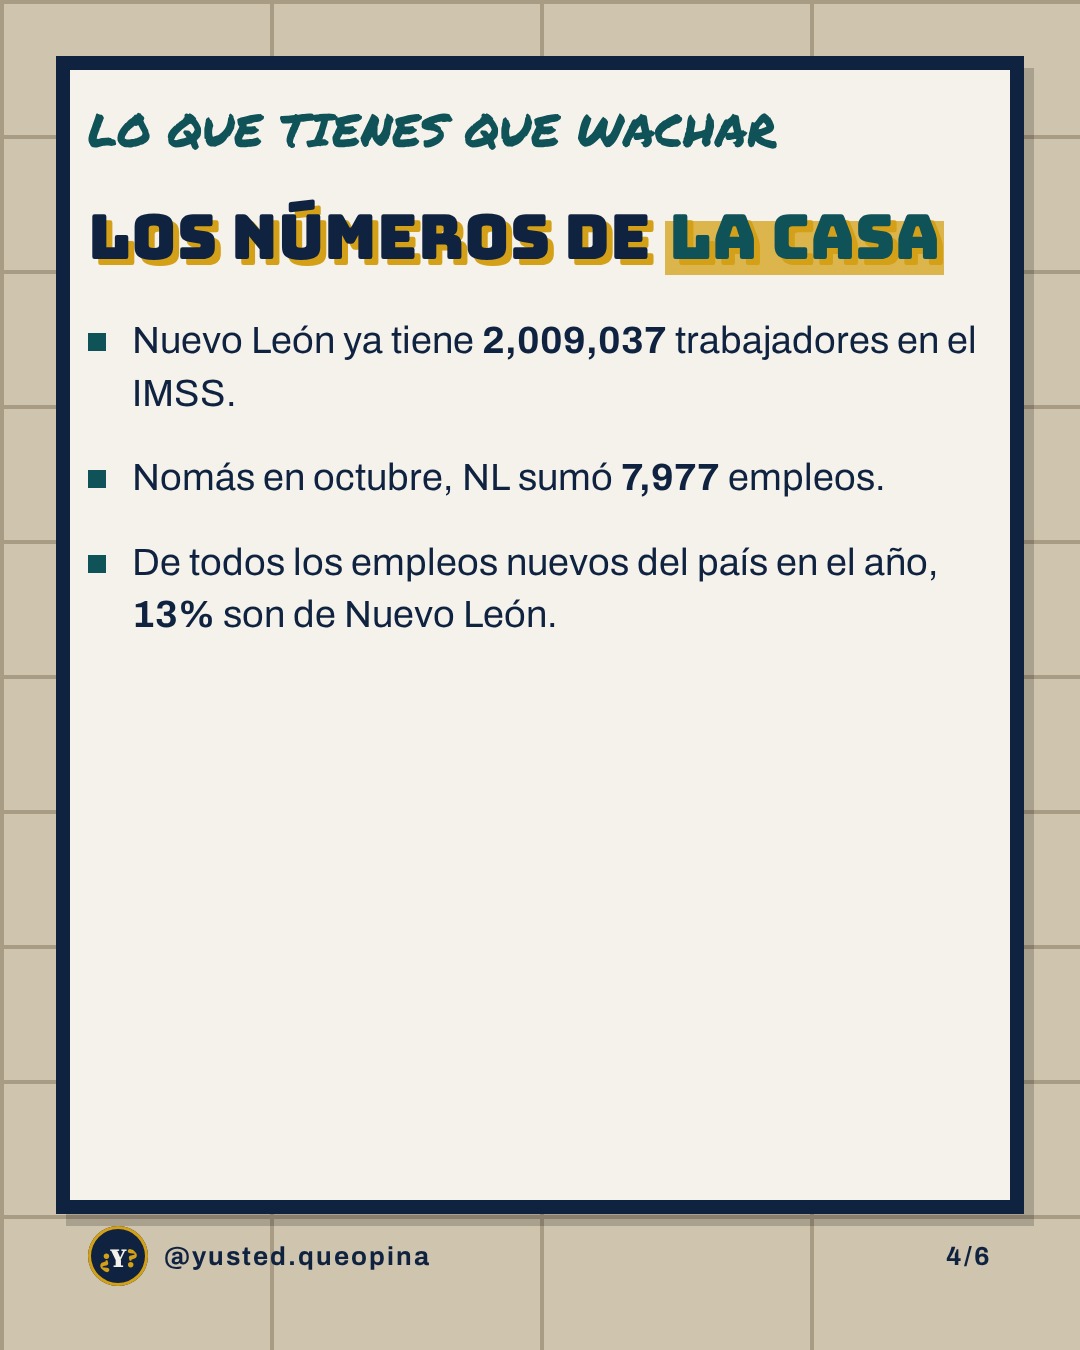 LO QUE TIENES QUE WACHAR
LOS NÚMEROS DE LA CASA
Nuevo León ya tiene 2,009,037 trabajadores en el
IMSS.
Nomás en octubre, NL sumó 7,977 empleos.
De todos los empleos nuevos del país en el año,
13% son de Nuevo León.
¿Y?
@yusted.queopina
4/6